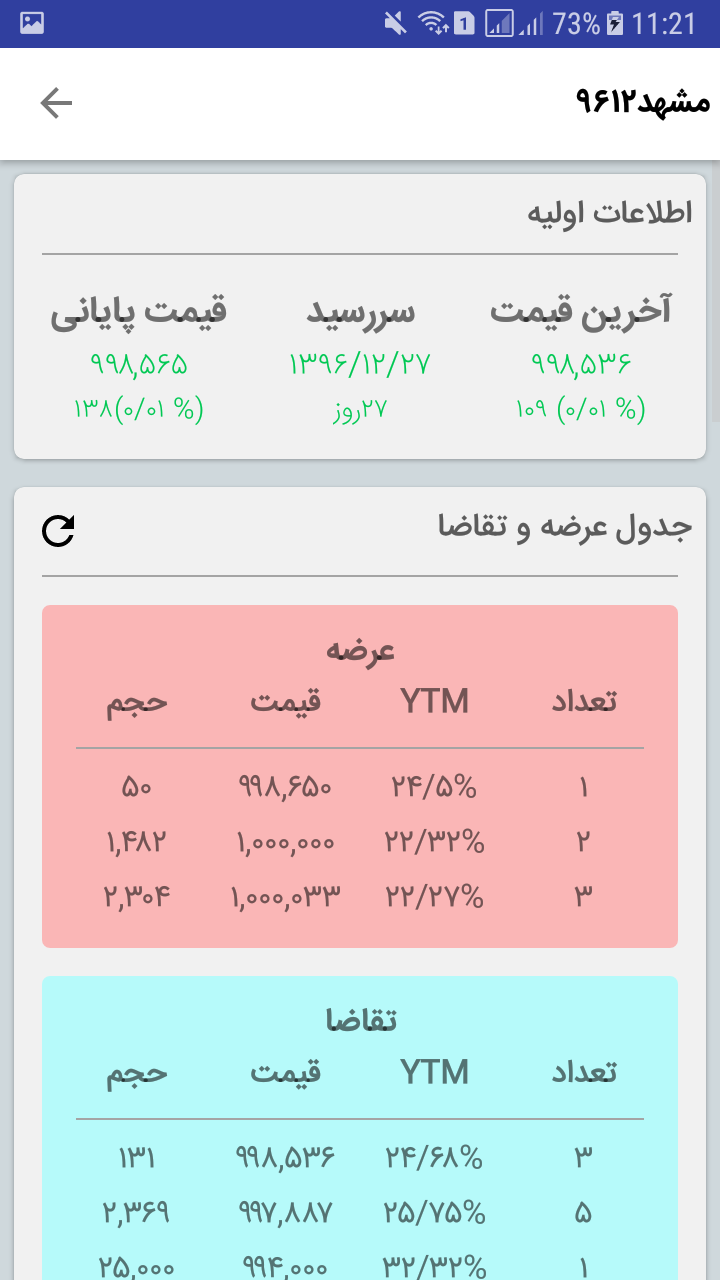 73% 11:21
مشهد۹۶۱۲
اطلاعات اولیه
آخرین قیمت سررسید قیمت پایانی
۹۹۸,۵۳۶ ۱۳۹۶/۱۲/۲۷ ۹۹۸,۵۶۵
۱۰۹ (۰/۰۱ %) ۲۷روز ۱۳۸(۰/۰۱ %)
جدول عرضه و تقاضا
عرضه
تعداد YTM قیمت حجم
۱ ۲۴/۵% ۹۹۸,۶۵۰ ۵۰
۲ ۲۲/۳۲% ۱,۰۰۰,۰۰۰ ۱,۴۸۲
۳ ۲۲/۲۷% ۱,۰۰۰,۰۳۳ ۲,۳۰۴
تقاضا
تعداد YTM قیمت حجم
۳ ۲۴/۶۸% ۹۹۸,۵۳۶ ۱۳۱
۵ ۲۵/۷۵% ۹۹۷,۸۸۷ ۲,۳۶۹
۱ ۳۲/۳۲% ۹۹۴,۰۰۰ ۲۵,۰۰۰